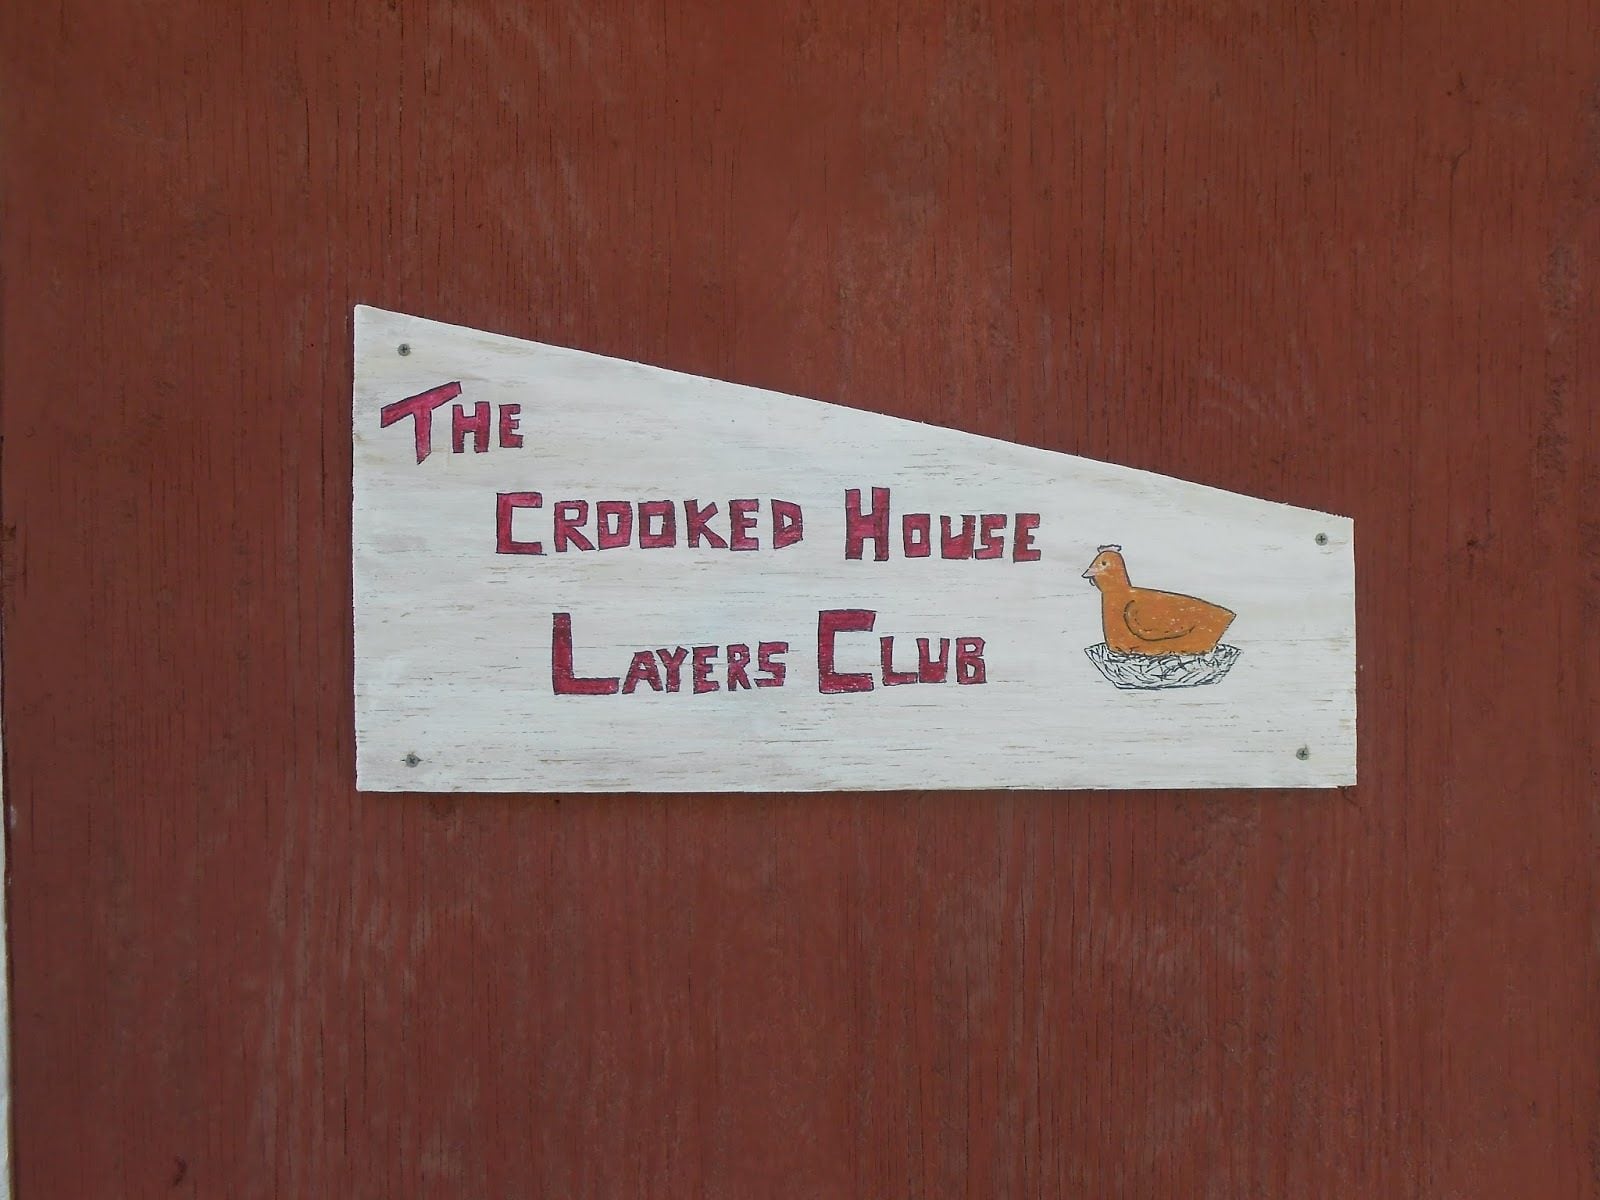 The
Crooked House
Layers Club